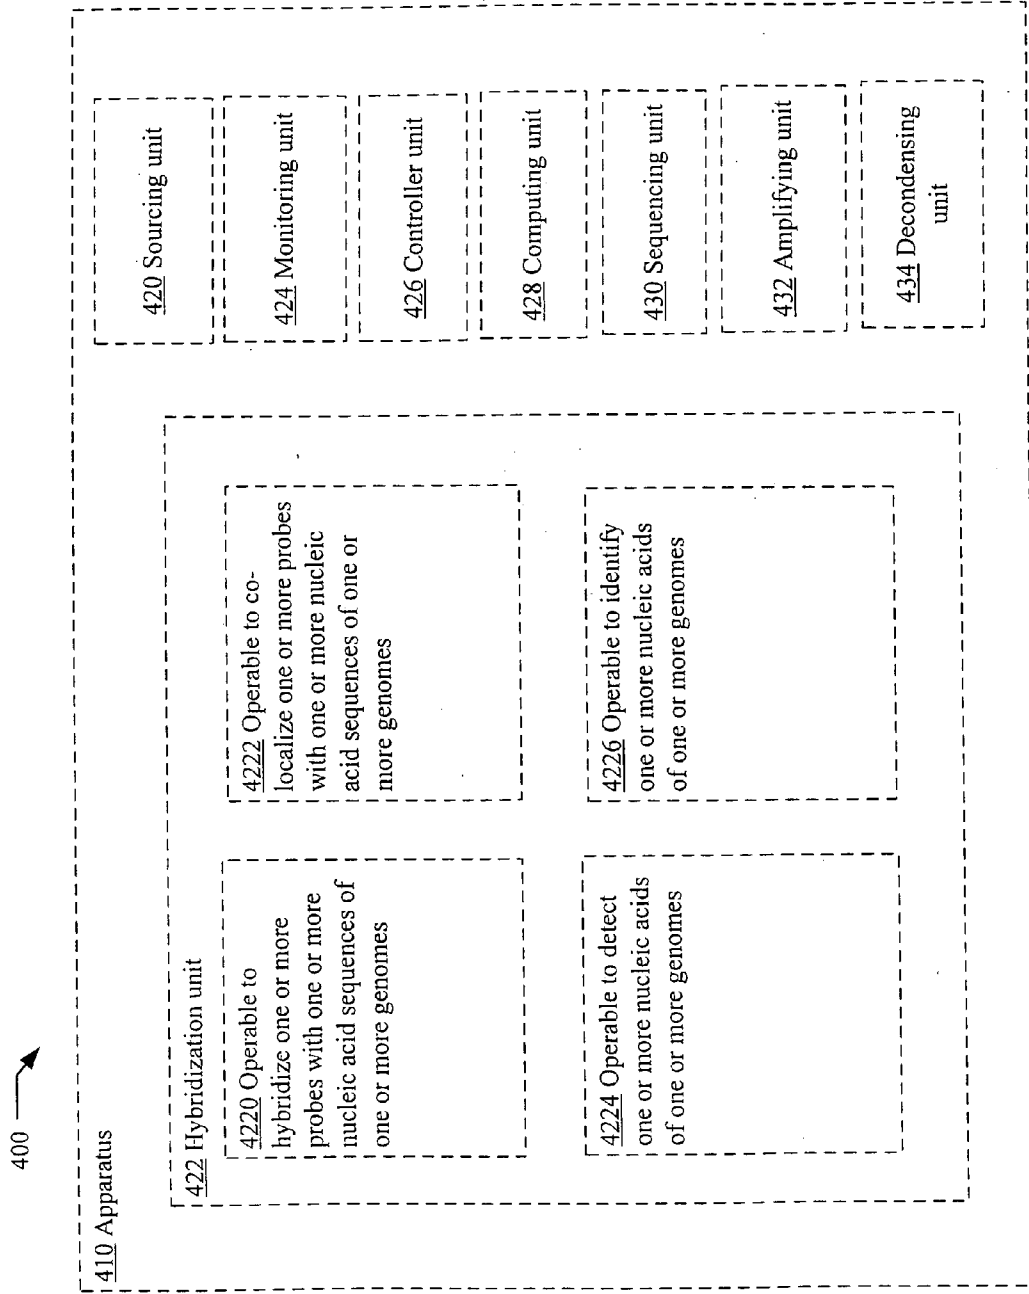 400
410 Apparatus
422 Hybridization unit
4220 Operable to
hybridize one or more
probes with one or more
nucleic acid sequences of
one or more genomes
4222 Operable to co-
localize one or more probes
with one or more nucleic
acid sequences of one or
more genomes
4224 Operable to detect
one or more nucleic acids
of one or more genomes
4226 Operable to identify
one or more nucleic acids
of one or more genomes
420 Sourcing unit
424 Monitoring unit
426 Controller unit
428 Computing unit
430 Sequencing unit
432 Amplifying unit
434 Decondensing
unit